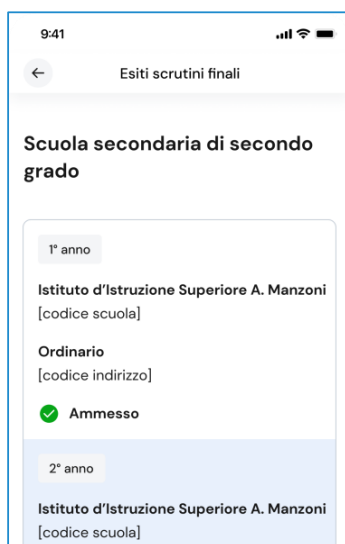 9:41
Esiti scrutini finali
Scuola secondaria di secondo
grado
1° anno
Istituto d'Istruzione Superiore A. Manzoni
[codice scuola]
Ordinario
[codice indirizzo]
Ammesso
2° anno
Istituto d'Istruzione Superiore A. Manzoni
[codice scuola]